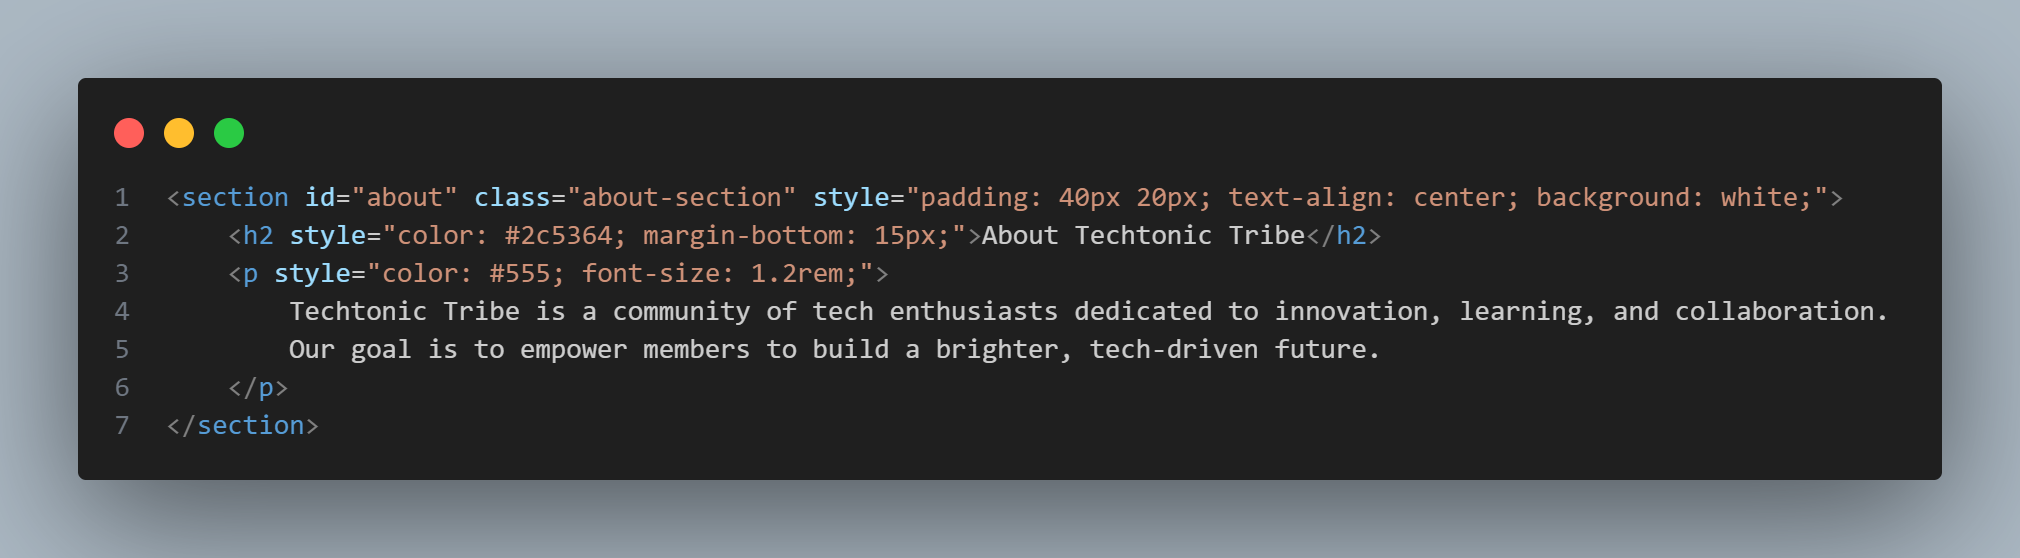 1 <section id="about" class="about-section" style="padding: 40px 20px; text-align: center; background: white;">
2     <h2 style="color: #2c5364; margin-bottom: 15px;">About Techtonic Tribe</h2>
3     <p style="color: #555; font-size: 1.2rem;">
4         Techtonic Tribe is a community of tech enthusiasts dedicated to innovation, learning, and collaboration.
5         Our goal is to empower members to build a brighter, tech-driven future.
6     </p>
7 </section>